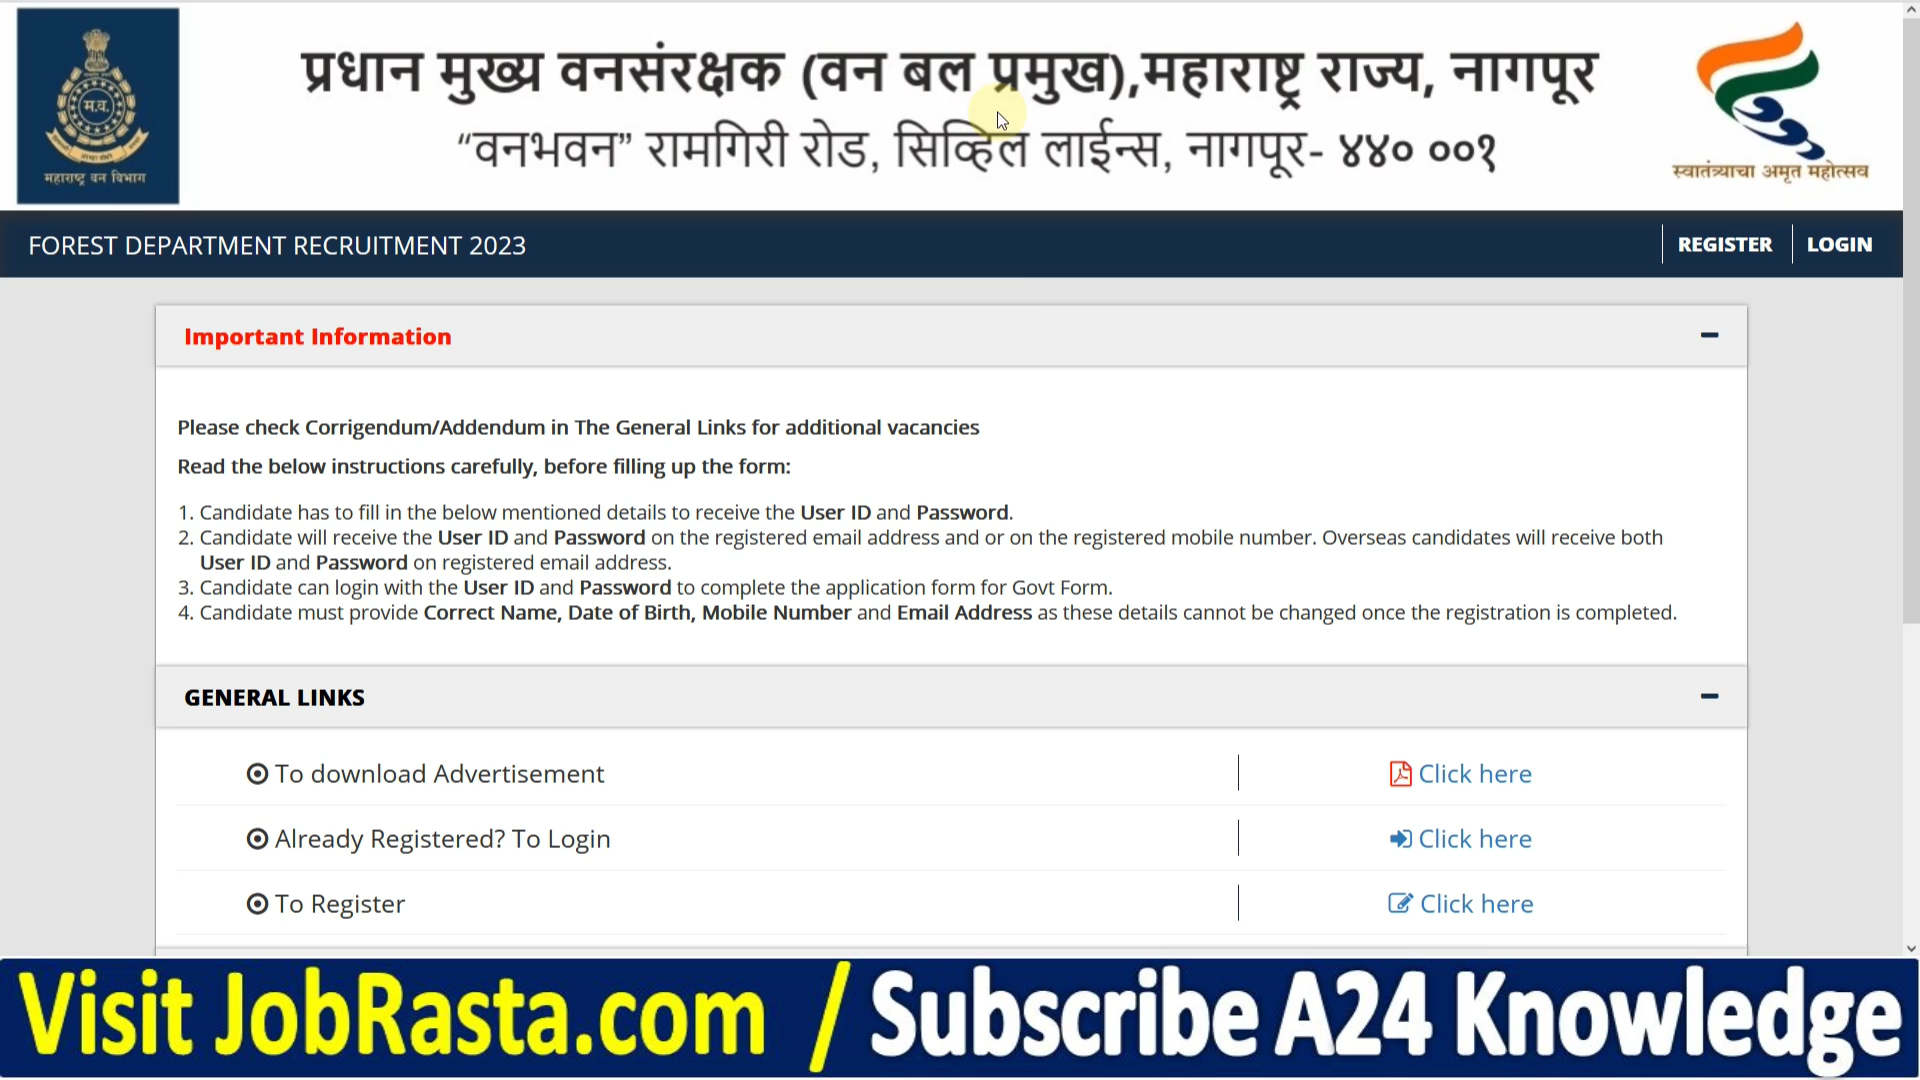 म.व.
महाराष्ट्र वन विभाग
प्रधान मुख्य वनसंरक्षक (वन बल प्रमुख),महाराष्ट्र राज्य, नागपूर
“वनभवन” रामगिरी रोड, सिव्हिल लाईन्स, नागपूर- ४४० ००१
स्वातंत्र्याचा अमृत महोत्सव
FOREST DEPARTMENT RECRUITMENT 2023
REGISTER
LOGIN
Important Information
Please check Corrigendum/Addendum in The General Links for additional vacancies
Read the below instructions carefully, before filling up the form:
1. Candidate has to fill in the below mentioned details to receive the User ID and Password.
2. Candidate will receive the User ID and Password on the registered email address and or on the registered mobile number. Overseas candidates will receive both
User ID and Password on registered email address.
3. Candidate can login with the User ID and Password to complete the application form for Govt Form.
4. Candidate must provide Correct Name, Date of Birth, Mobile Number and Email Address as these details cannot be changed once the registration is completed.
GENERAL LINKS
To download Advertisement
Click here
Already Registered? To Login
Click here
To Register
Click here
Visit JobRasta.com / Subscribe A24 Knowledge